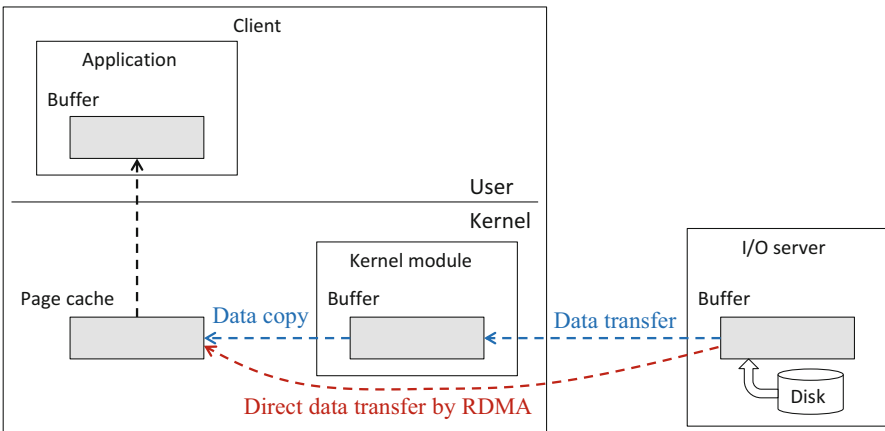 Client
Application
Buffer
User
Kernel
Kernel module
I/O server
Page cache
Buffer
Buffer
Data copy
Data transfer
Disk
Direct data transfer by RDMA